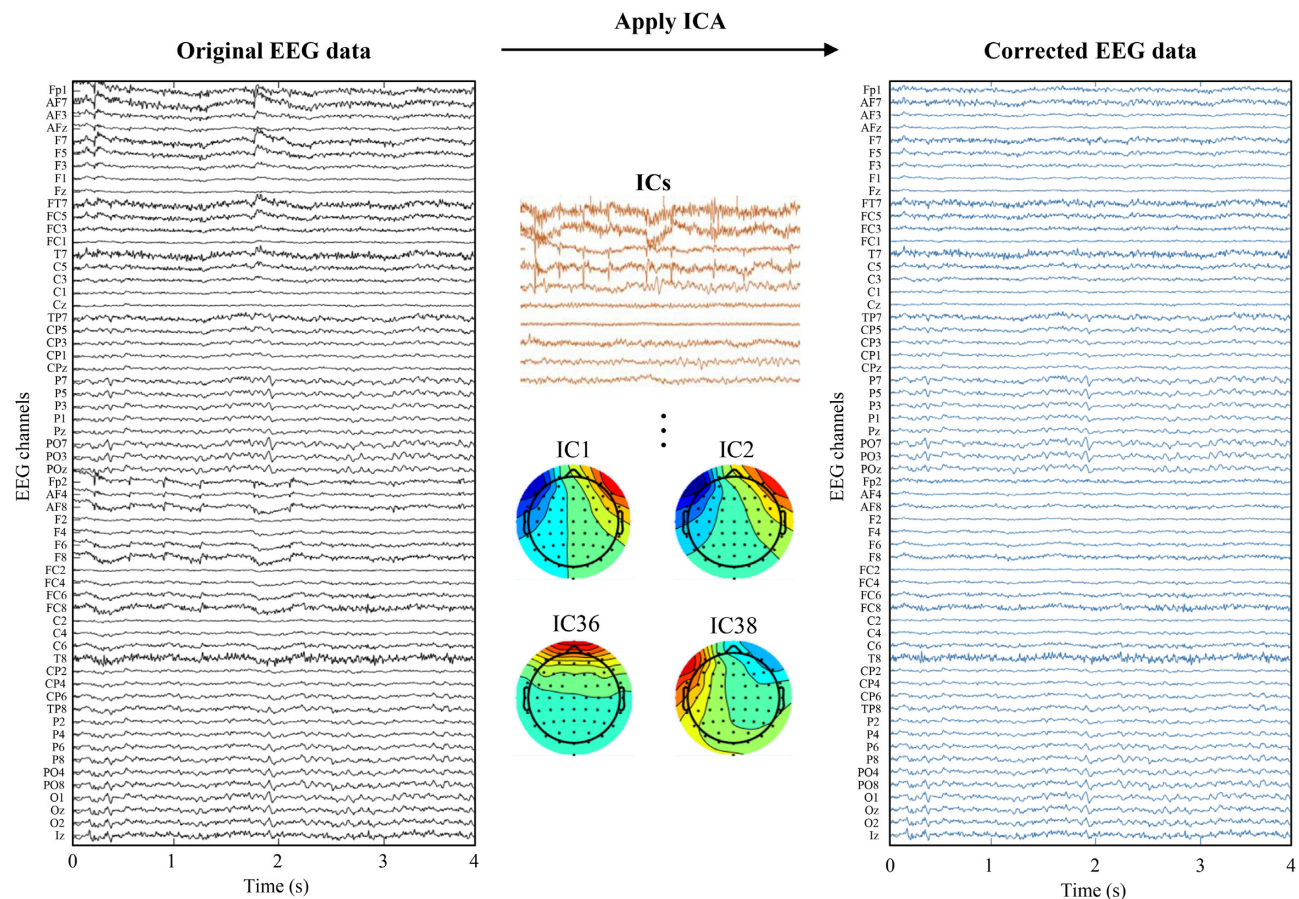 Apply ICA
Original EEG data
Corrected EEG data
EEG channels
Fp1
AF7
AF3
AFz
F7
F5
F3
F1
Fz
FT7
FC5
FC3
FC1
T7
C5
C3
C1
Cz
TP7
CP5
CP3
CP1
CPz
P7
P5
P3
P1
Pz
PO7
PO3
POz
Fp2
AF4
AF8
F2
F4
F6
F8
FC2
FC4
FC6
FC8
C2
C4
C6
T8
CP2
CP4
CP6
TP8
P2
P4
P6
P8
PO4
PO8
O1
Oz
O2
Iz
0 1 2 3 4
Time (s)
ICs
IC1 IC2
IC36 IC38
EEG channels
Fp1
AF7
AF3
AFz
F7
F5
F3
F1
Fz
FT7
FC5
FC3
FC1
T7
C5
C3
C1
Cz
TP7
CP5
CP3
CP1
CPz
P7
P5
P3
P1
Pz
PO7
PO3
POz
Fp2
AF4
AF8
F2
F4
F6
F8
FC2
FC4
FC6
FC8
C2
C4
C6
T8
CP2
CP4
CP6
TP8
P2
P4
P6
P8
PO4
PO8
O1
Oz
O2
Iz
0 1 2 3 4
Time (s)